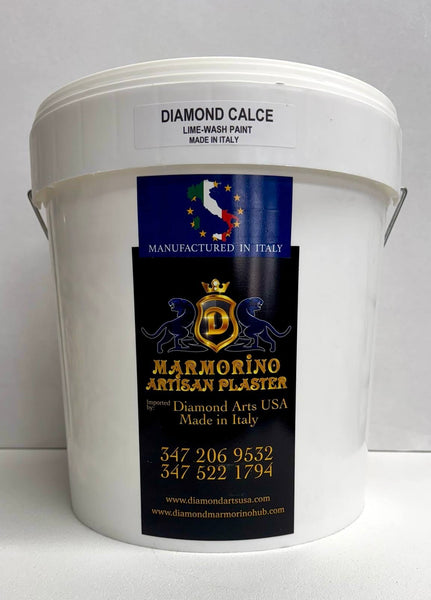 DIAMOND CALCE
LIME-WASH PAINT
MADE IN ITALY
MANUFACTURED IN ITALY
D
MARMORINO
ARTISAN PLASTER
Imported by: Diamond Arts USA
Made in Italy
347 206 9532
347 522 1794
www.diamondartsusa.com
www.diamondmarmorinohub.com